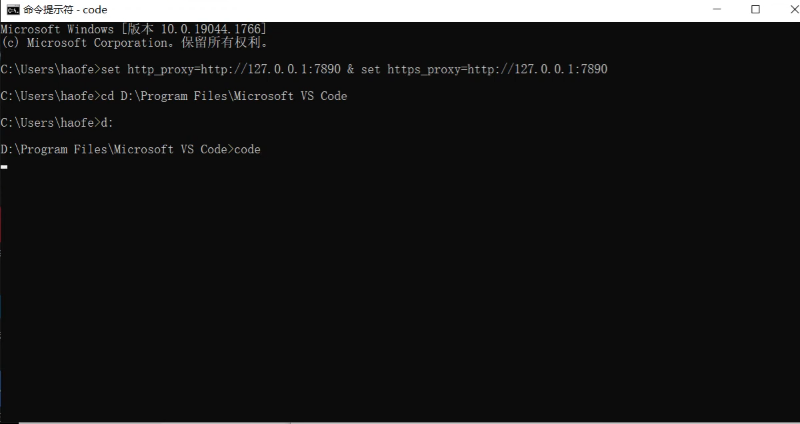 命令提示符 - code
Microsoft Windows [版本 10.0.19044.1766]
(c) Microsoft Corporation。保留所有权利。
C:\Users\haofe>set http_proxy=http://127.0.0.1:7890 & set https_proxy=http://127.0.0.1:7890
C:\Users\haofe>cd D:\Program Files\Microsoft VS Code
C:\Users\haofe>d:
D:\Program Files\Microsoft VS Code>code